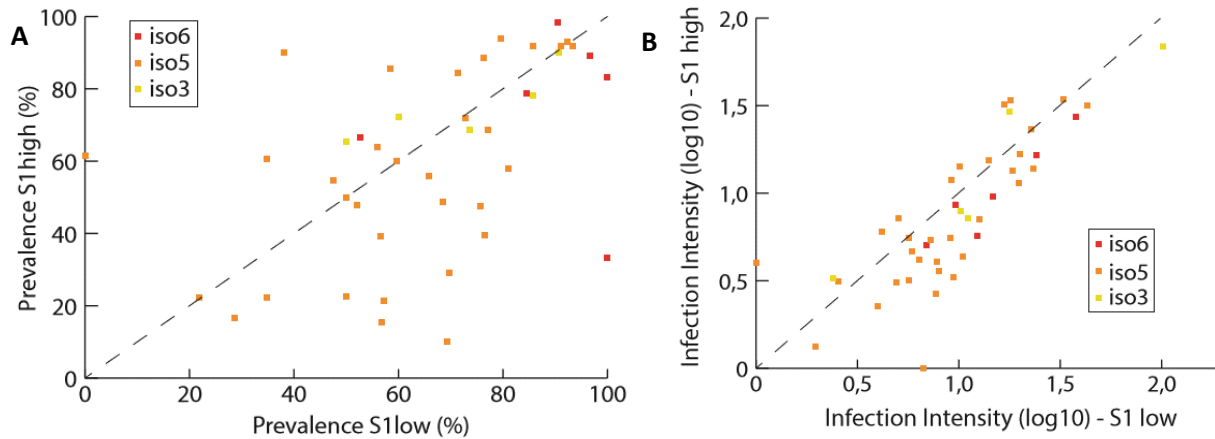 A
Prevalence S1high (%)
100
80
60
40
20
0
iso6
iso5
iso3
0
20
40
60
80
100
Prevalence S1low (%)
B
Infection Intensity (log10) - S1 high
2,0
1,5
1,0
0,5
0
iso6
iso5
iso3
0
0,5
1,0
1,5
2,0
Infection Intensity (log10) - S1 low